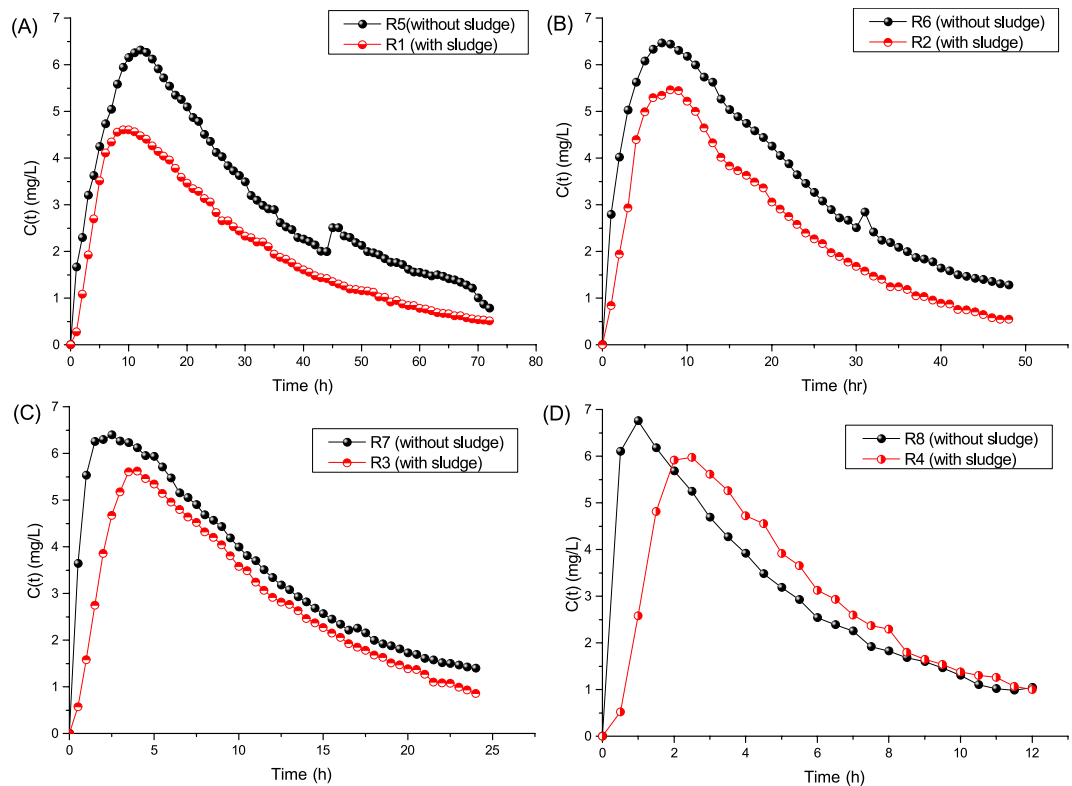 (A)
R5(without sludge)
R1 (with sludge)
C(t) (mg/L)
7
6
5
4
3
2
1
0
0 10 20 30 40 50 60 70 80
Time (h)
(B)
R6 (without sludge)
R2 (with sludge)
C(t) (mg/L)
7
6
5
4
3
2
1
0
0 10 20 30 40 50
Time (hr)
(C)
R7 (without sludge)
R3 (with sludge)
C(t) (mg/L)
7
6
5
4
3
2
1
0
0 5 10 15 20 25
Time (h)
(D)
R8 (without sludge)
R4 (with sludge)
C(t) (mg/L)
7
6
5
4
3
2
1
0
0 2 4 6 8 10 12
Time (h)